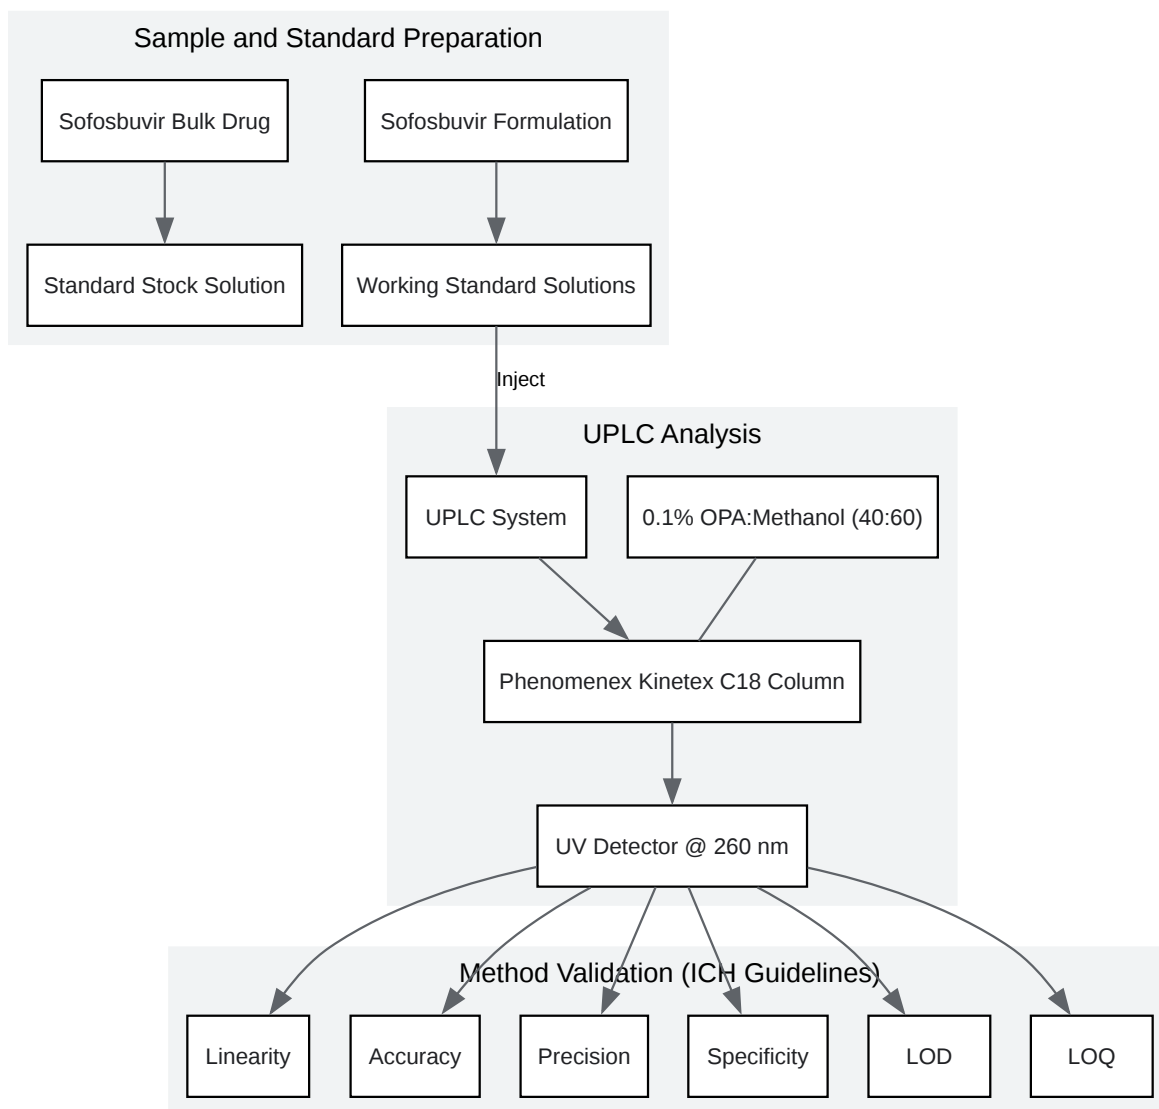 Sample and Standard Preparation
Sofosbuvir Bulk Drug
Sofosbuvir Formulation
Standard Stock Solution
Working Standard Solutions
Inject
UPLC Analysis
UPLC System
0.1% OPA:Methanol (40:60)
Phenomenex Kinetex C18 Column
UV Detector @ 260 nm
Method Validation (ICH Guidelines)
Linearity
Accuracy
Precision
Specificity
LOD
LOQ